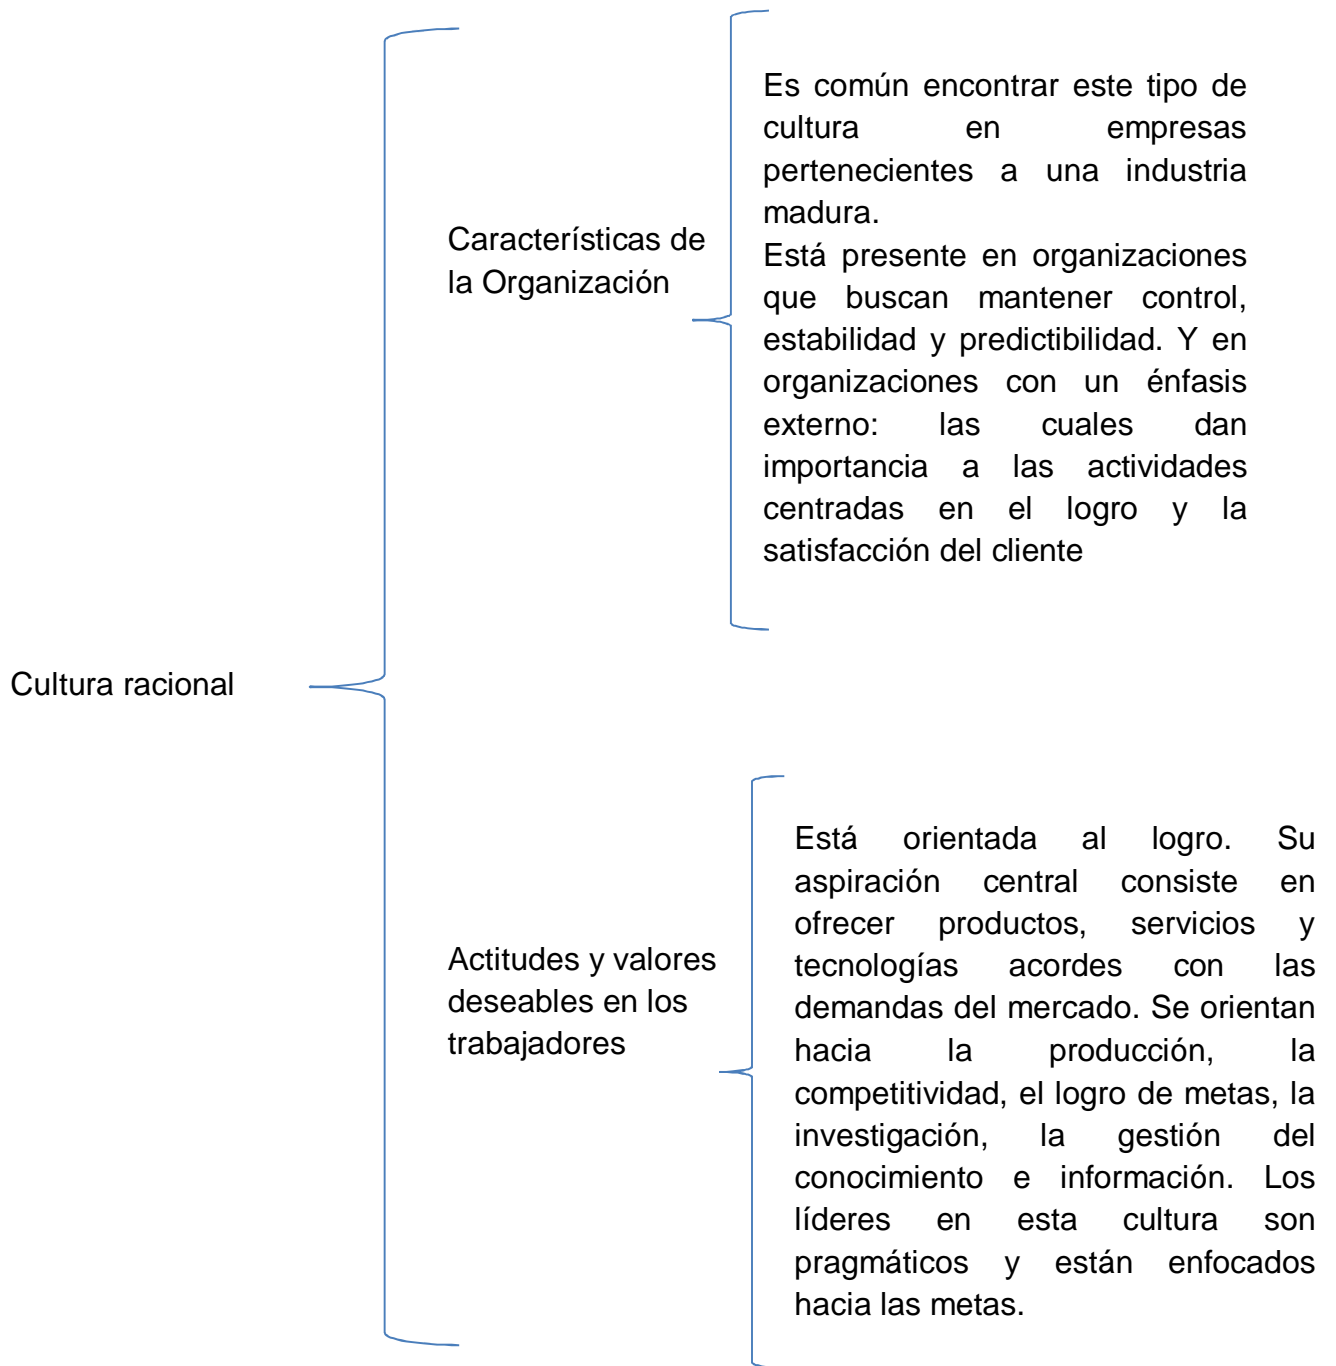 Cultura racional
Características de
la Organización
Es común encontrar este tipo de
cultura en empresas
pertenecientes a una industria
madura.
Está presente en organizaciones
que buscan mantener control,
estabilidad y predictibilidad. Y en
organizaciones con un énfasis
externo: las cuales dan
importancia a las actividades
centradas en el logro y la
satisfacción del cliente
Actitudes y valores
deseables en los
trabajadores
Está orientada al logro. Su
aspiración central consiste en
ofrecer productos, servicios y
tecnologías acordes con las
demandas del mercado. Se orientan
hacia la producción, la
competitividad, el logro de metas, la
investigación, la gestión del
conocimiento e información. Los
líderes en esta cultura son
pragmáticos y están enfocados
hacia las metas.